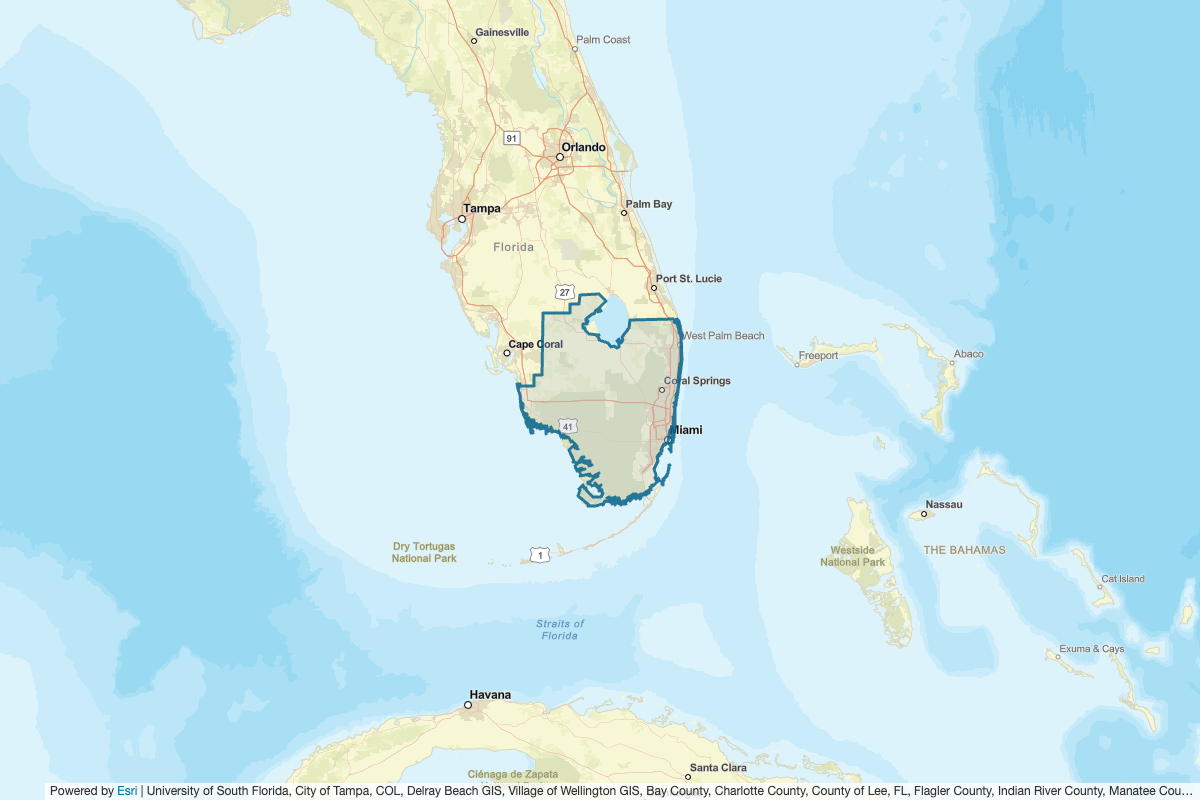 Gainesville
Palm Coast
91
Orlando
Tampa
Palm Bay
Florida
Port St. Lucie
27
West Palm Beach
Cape Coral
Freeport
Abaco
Coral Springs
41
Miami
Nassau
Dry Tortugas
National Park
1
Westside
National Park
THE BAHAMAS
Cat Island
Straits of
Florida
Exuma & Cays
Havana
Santa Clara
Ciénaga de Zapata
Powered by Esri | University of South Florida, City of Tampa, COL, Delray Beach GIS, Village of Wellington GIS, Bay County, Charlotte County, County of Lee, FL, Flagler County, Indian River County, Manatee Cou…